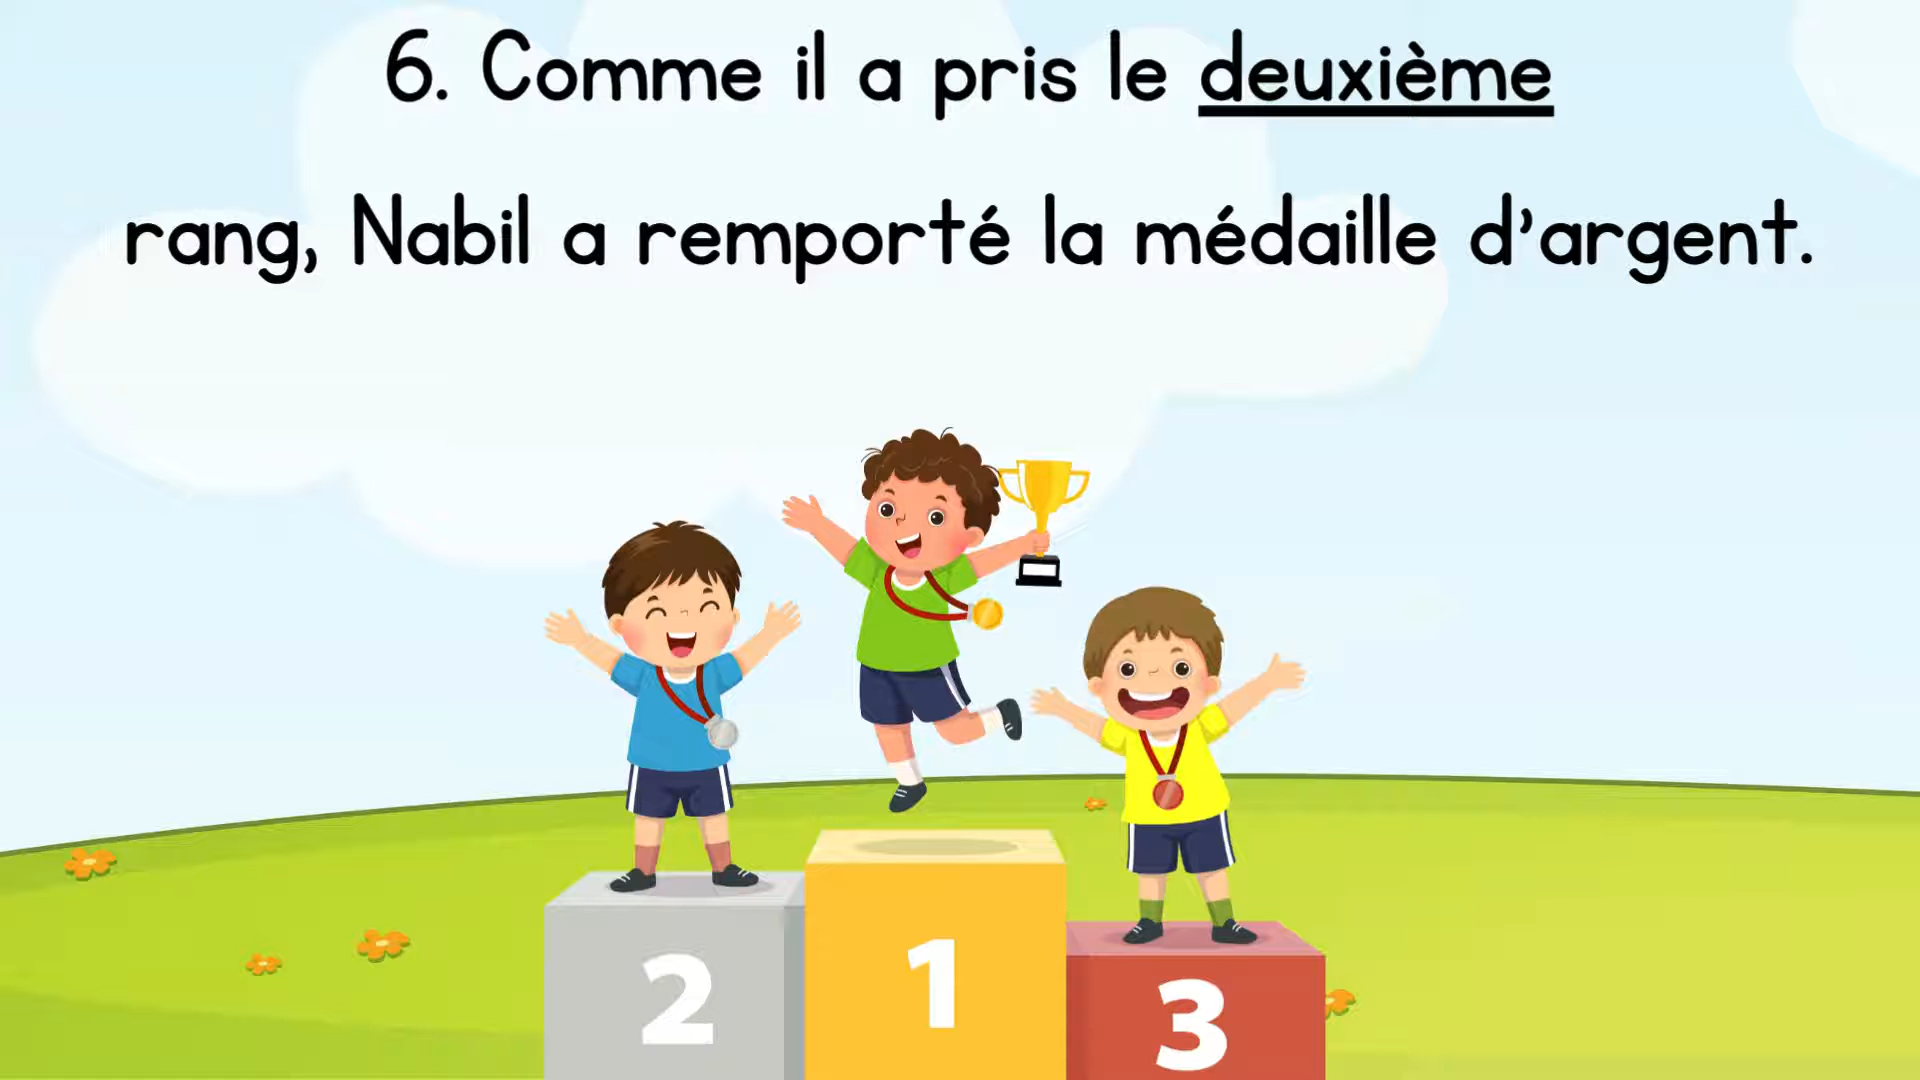 6. Comme il a pris le deuxième
rang, Nabil a remporté la médaille d'argent.
2
1
3